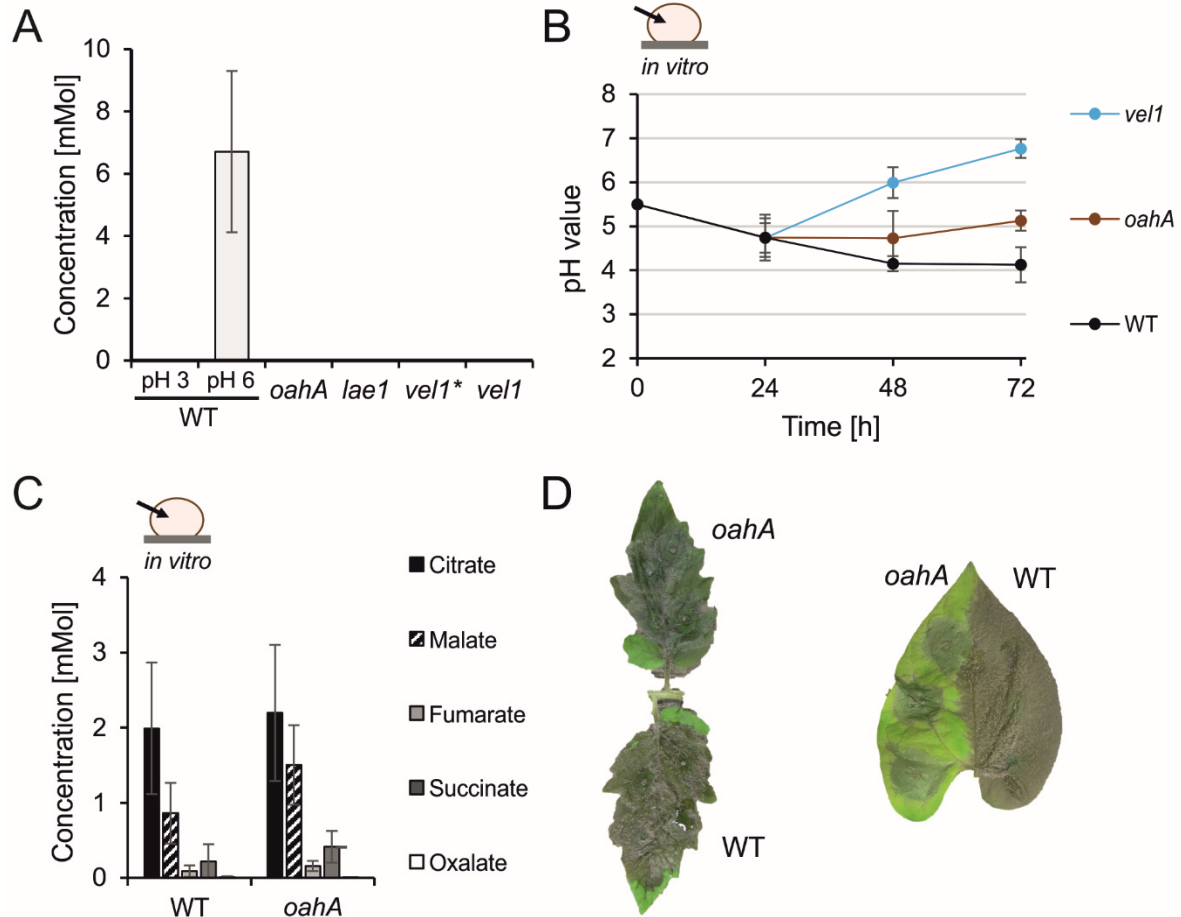 A
Concentration [mMol]
10
8
6
4
2
0
pH 3
pH 6
oahA
lae1
vel1*
vel1
WT
B
in vitro
pH value
8
7
6
5
4
3
2
0
24
48
72
Time [h]
vel1
oahA
WT
C
in vitro
Concentration [mMol]
4
3
2
1
0
WT
oahA
Citrate
Malate
Fumarate
Succinate
Oxalate
D
oahA
WT
oahA
WT